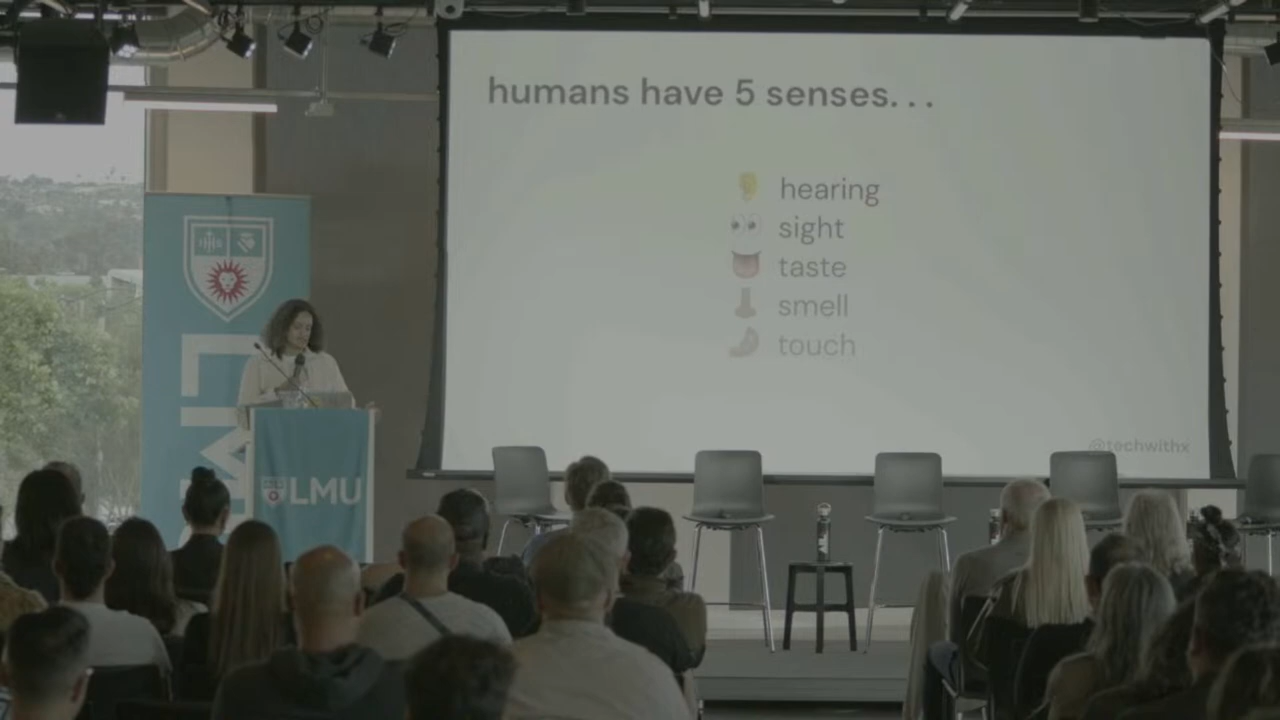 humans have 5 senses...
hearing
sight
taste
smell
touch
@techwithx
LMU
LMU